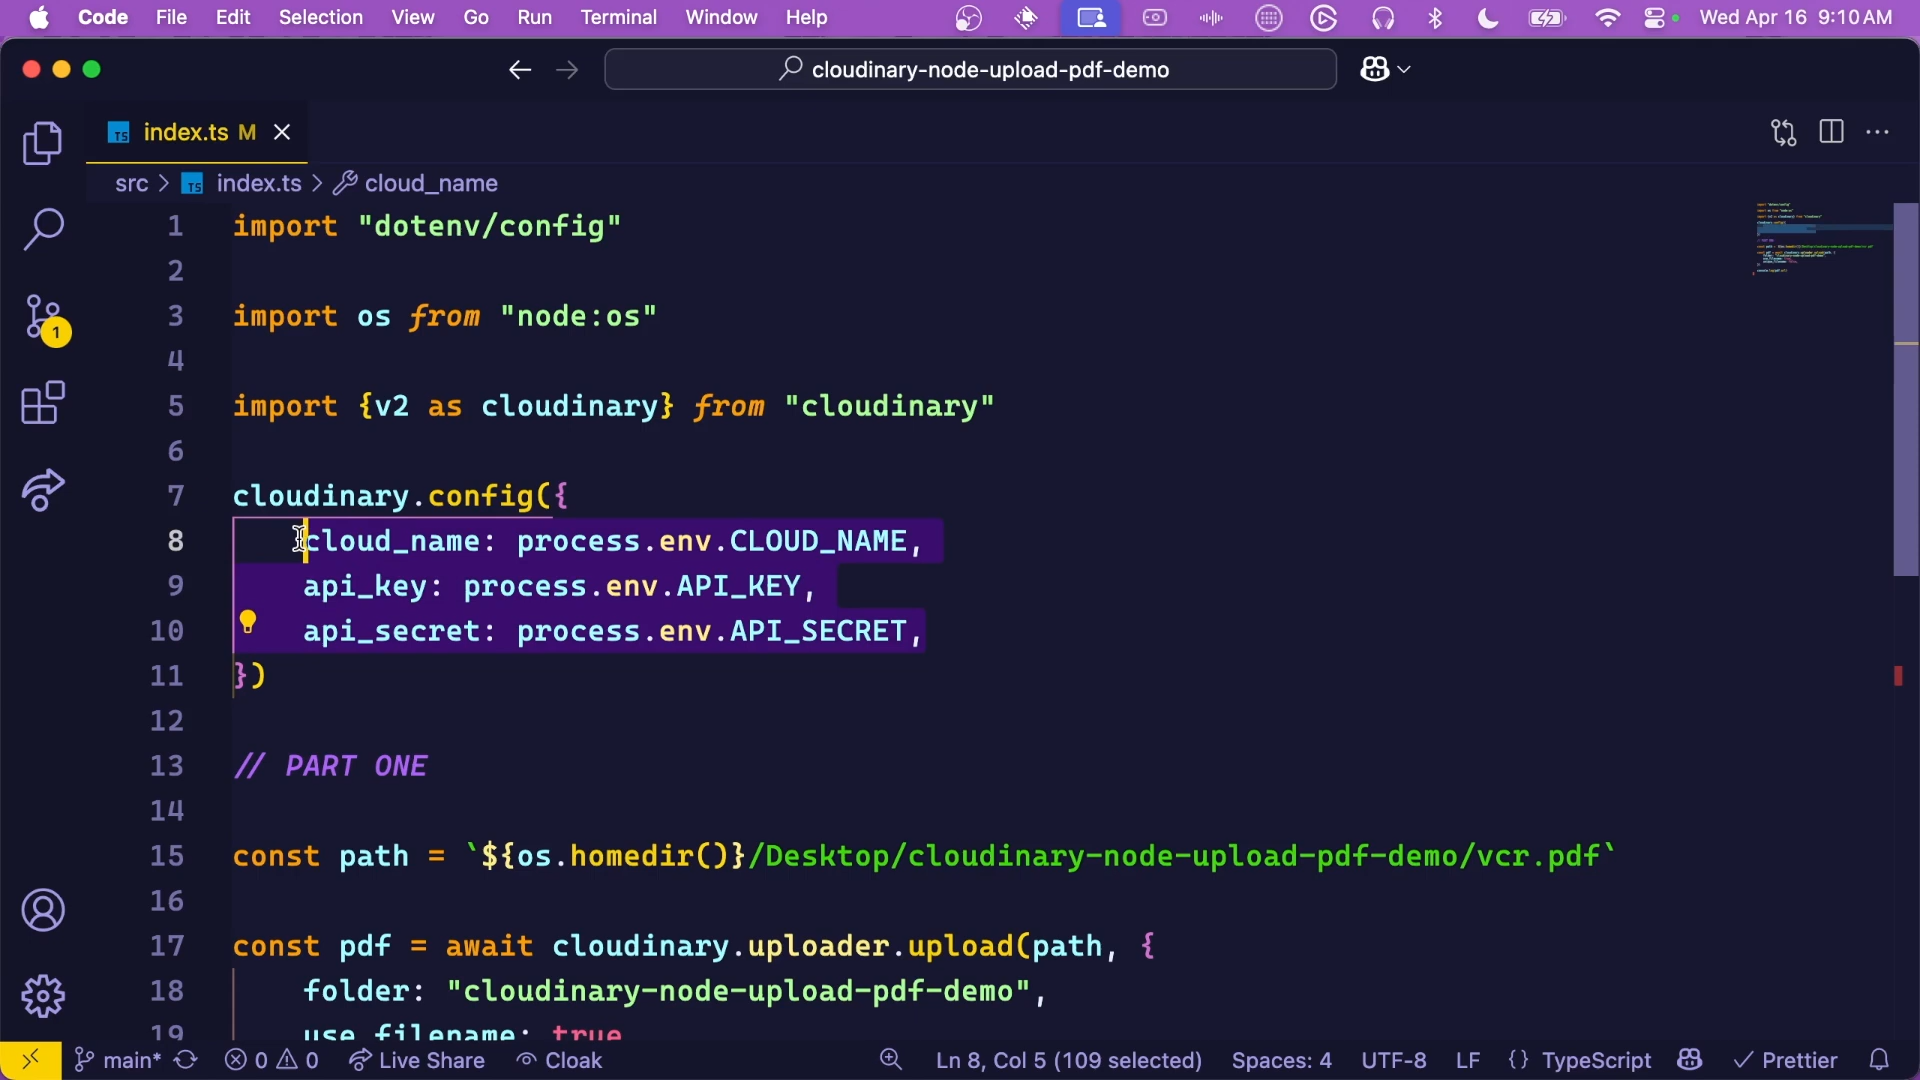 Code File Edit Selection View Go Run Terminal Window Help Wed Apr 16 9:10 AM
cloudinary-node-upload-pdf-demo
TS index.ts M
src > TS index.ts > cloud_name
1 import "dotenv/config"
2
3 import os from "node:os"
4
5 import {v2 as cloudinary} from "cloudinary"
6
7 cloudinary.config({
8 cloud_name: process.env.CLOUD_NAME,
9 api_key: process.env.API_KEY,
10 api_secret: process.env.API_SECRET,
11 })
12
13 // PART ONE
14
15 const path = `${os.homedir()}/Desktop/cloudinary-node-upload-pdf-demo/vcr.pdf`
16
17 const pdf = await cloudinary.uploader.upload(path, {
18 folder: "cloudinary-node-upload-pdf-demo",
19 use_filename: true
1
main* 0 0 Live Share Cloak Ln 8, Col 5 (109 selected) Spaces: 4 UTF-8 LF {} TypeScript Prettier